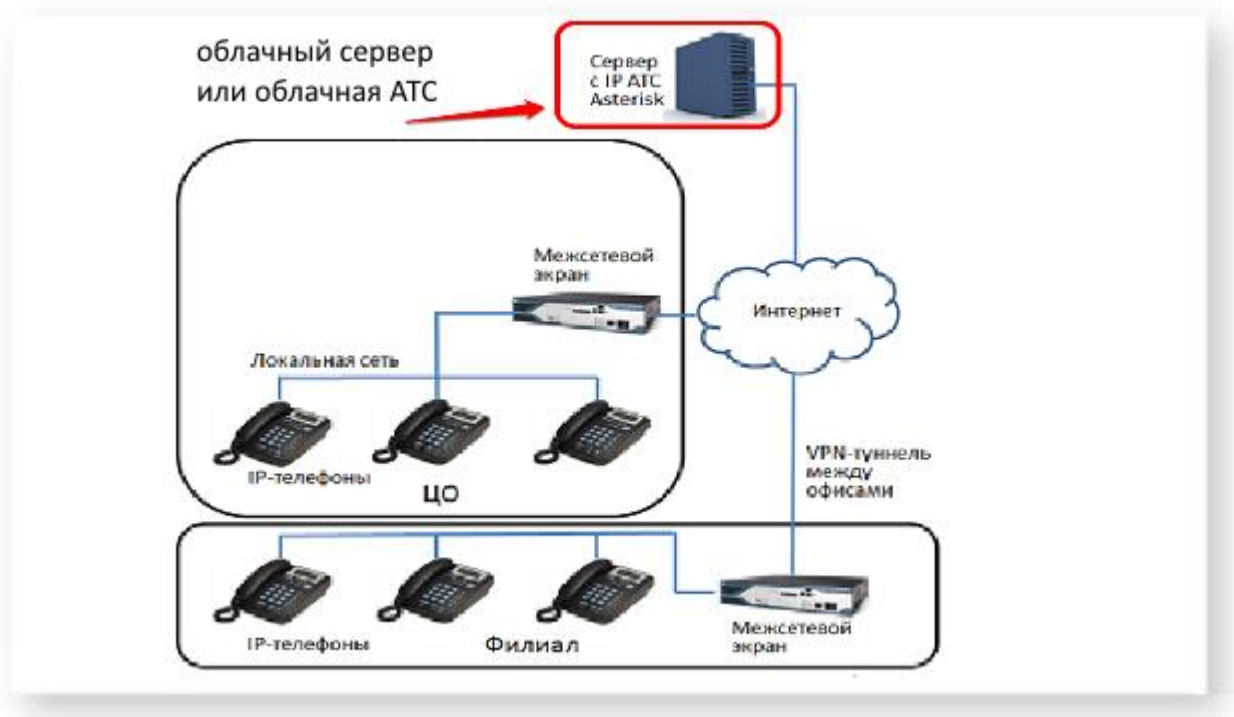 облачный сервер
или облачная АТС
Сервер
с IP АТС
Asterisk
Межсетевой
экран
Интернет
Локальная сеть
IP-телефоны
ЦО
VPN-туннель
между
офисами
IP-телефоны
Филиал
Межсетевой
экран